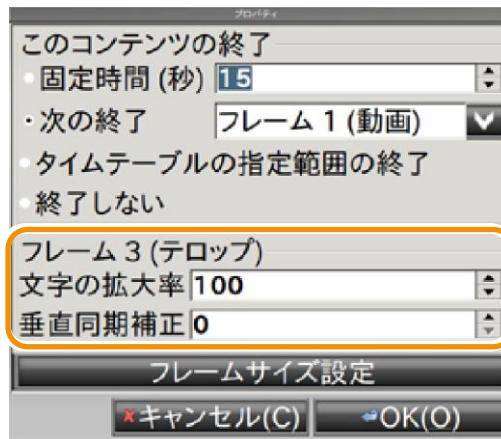 プロパティ
このコンテンツの終了
固定時間 (秒) 15
次の終了 フレーム 1 (動画)
タイムテーブルの指定範囲の終了
終了しない
フレーム 3 (テロップ)
文字の拡大率 100
垂直同期補正 0
フレームサイズ設定
キャンセル(C) OK(O)